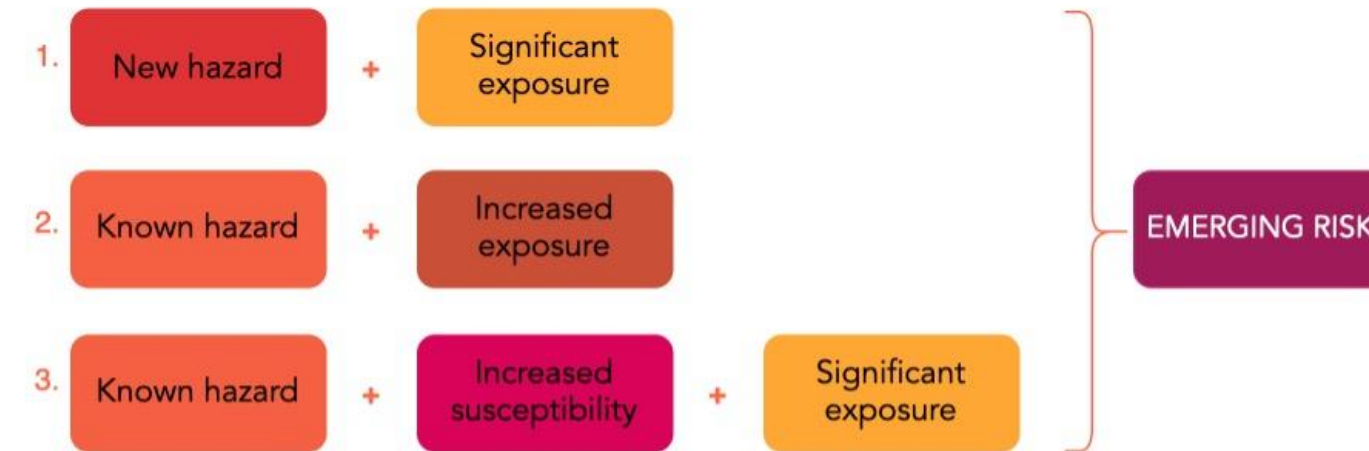 1.
New hazard
+
Significant
exposure
2.
Known hazard
+
Increased
exposure
EMERGING RISK
3.
Known hazard
+
Increased
susceptibility
+
Significant
exposure